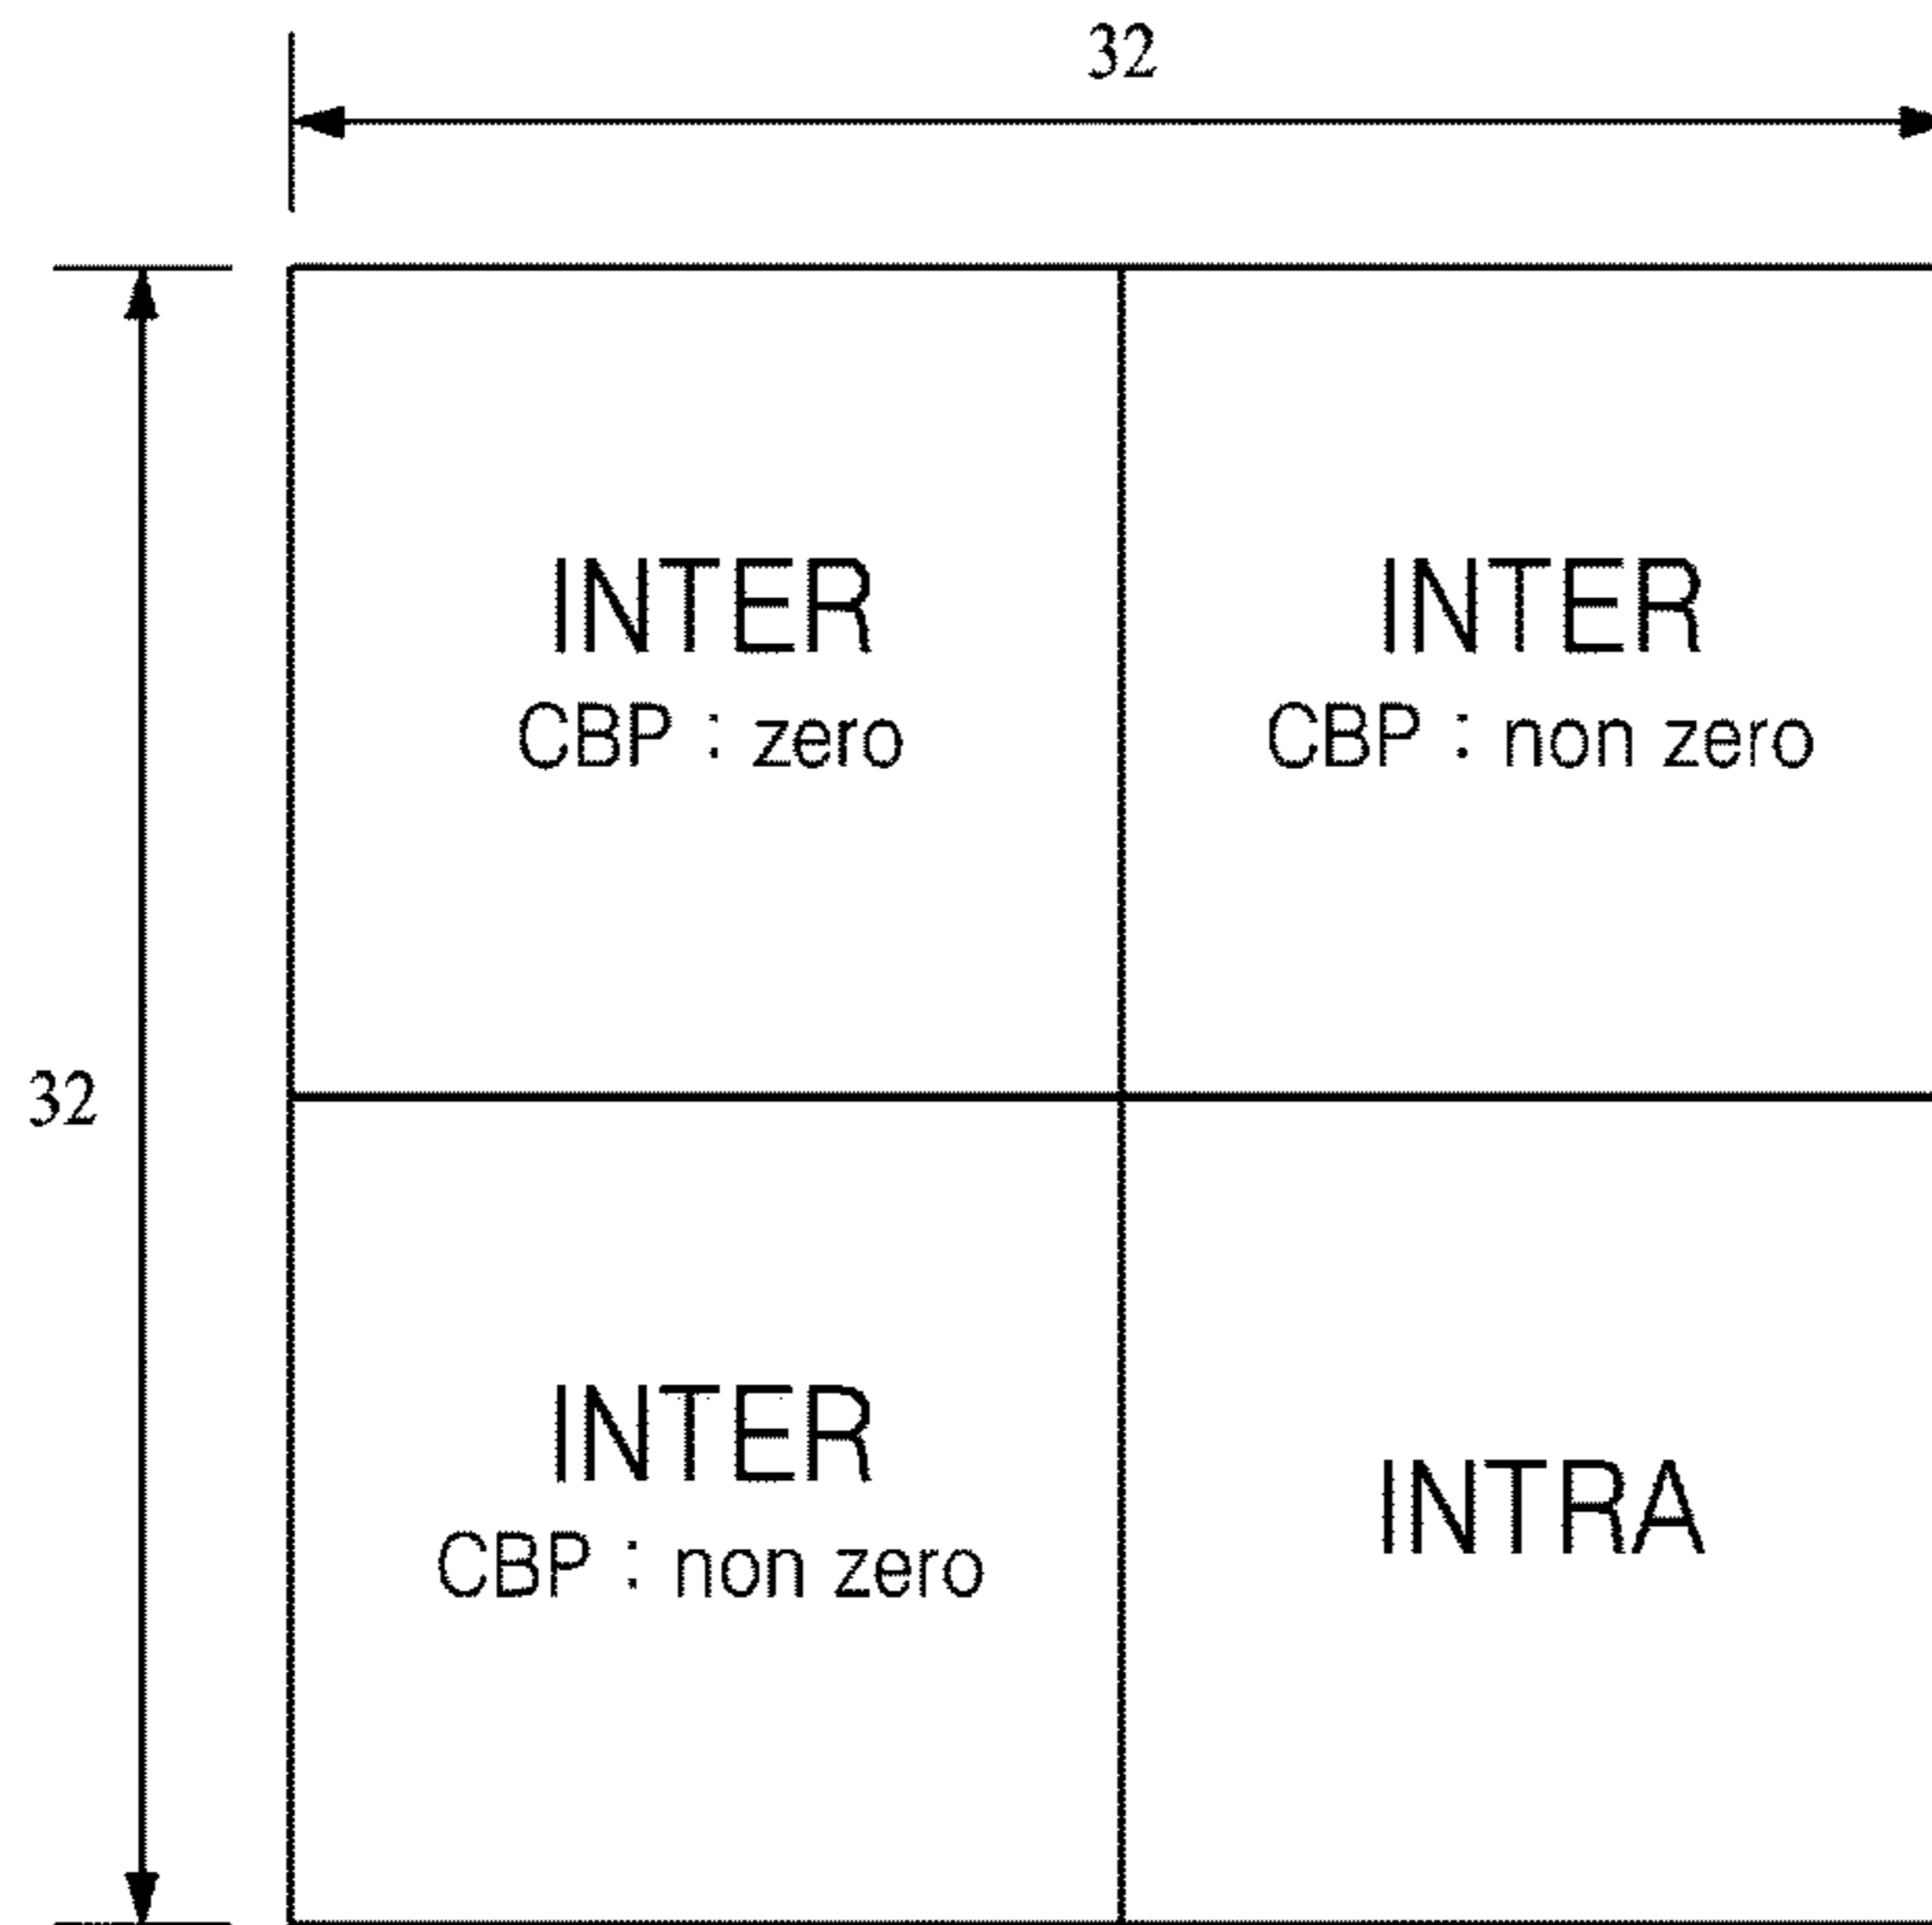 32
INTER
CBP : zero
INTER
CBP : non zero
32
INTER
CBP : non zero
INTRA